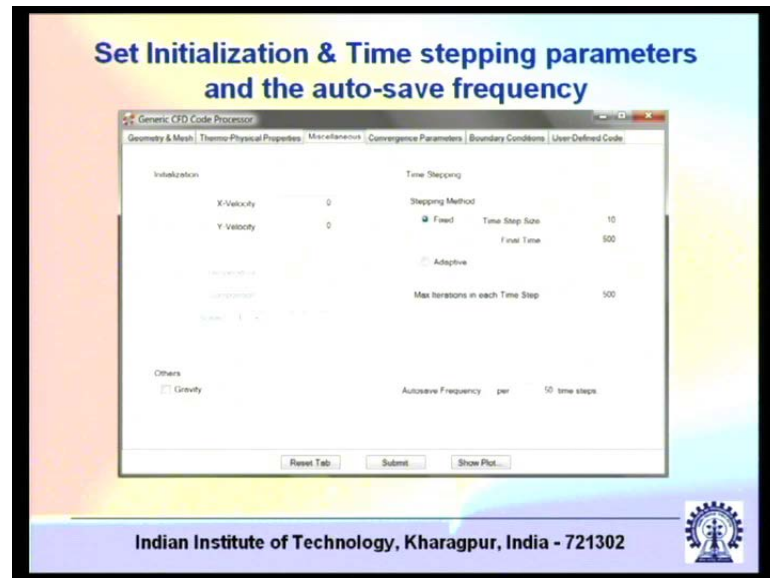 Set Initialization & Time stepping parameters
and the auto-save frequency
Generic CFD Code Processor
Geometry & Mesh Thermo-Physical Properties Miscellaneous Convergence Parameters Boundary Conditions User-Defined Code
Initialization
X-Velocity 0
Y-Velocity 0
Time Stepping
Stepping Method
Fixed Time Step Size 10
Final Time 500
Adaptive
Max Iterations in each Time Step 500
Others
Gravity
Autosave Frequency per 50 time steps
Reset Tab Submit Show Plot...
Indian Institute of Technology, Kharagpur, India - 721302